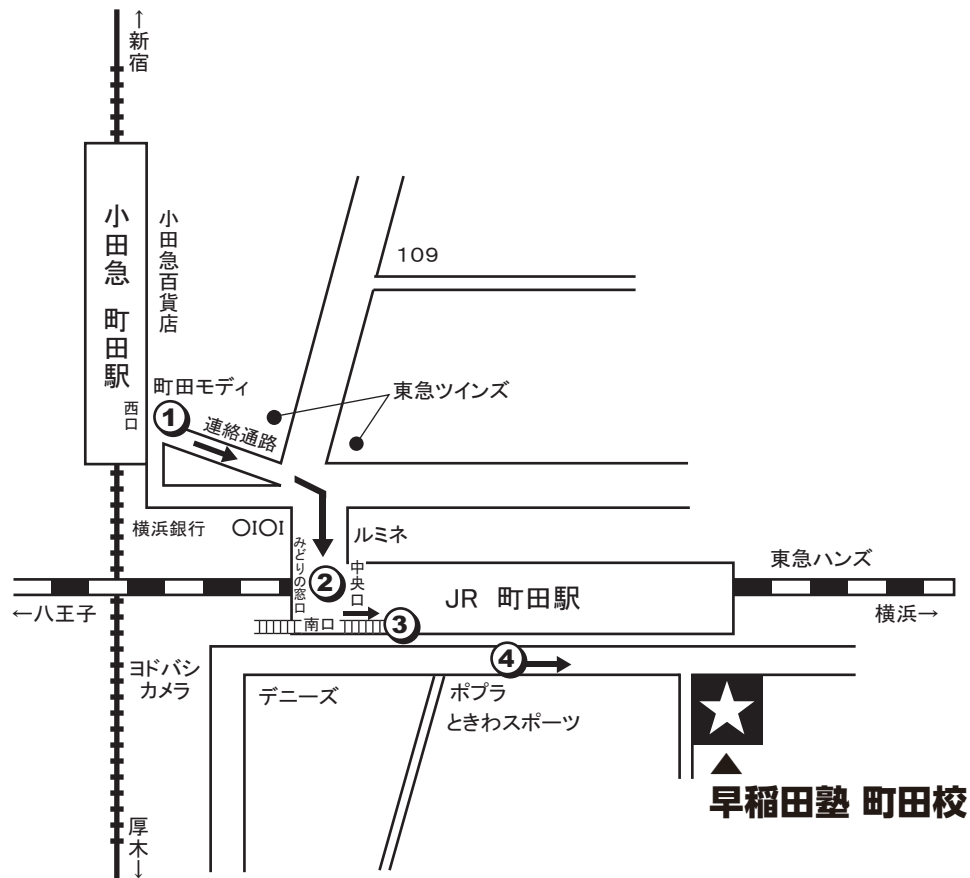 ↑新宿
小田急 町田駅
小田急百貨店
109
町田モディ
東急ツインズ
西口
1
連絡通路
横浜銀行
OIOI
ルミネ
みどりの窓口
2
中央口
東急ハンズ
JR 町田駅
←八王子
横浜→
南口
3
4
ヨドバシ
カメラ
デニーズ
ポプラ
ときわスポーツ
早稲田塾 町田校
厚木↓